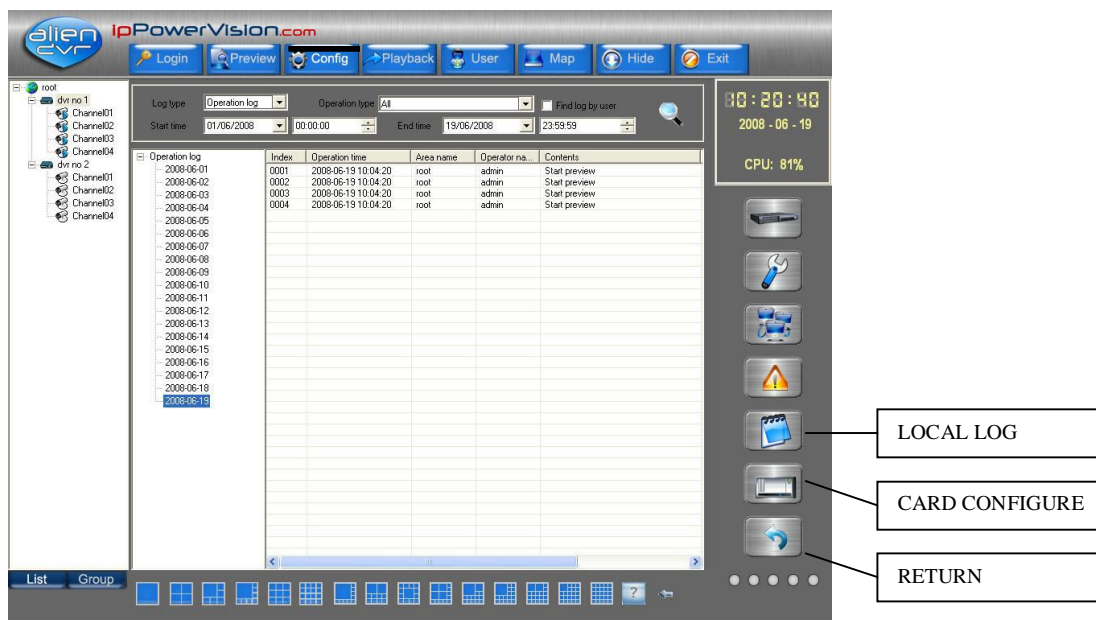 alien dvr ipPowerVision.com
Login Preview Config Playback User Map Hide Exit
root
dvr no 1
Channel01
Channel02
Channel03
Channel04
dvr no 2
Channel01
Channel02
Channel03
Channel04
Log type Operation log Operation type All Find log by user
Start time 01/06/2008 00:00:00 End time 19/06/2008 23:59:59
10:20:40
2008 - 06 - 19
CPU: 81%
Operation log
2008-06-01
2008-06-02
2008-06-03
2008-06-04
2008-06-05
2008-06-06
2008-06-07
2008-06-08
2008-06-09
2008-06-10
2008-06-11
2008-06-12
2008-06-13
2008-06-14
2008-06-15
2008-06-16
2008-06-17
2008-06-18
2008-06-19
Index Operation time Area name Operator na... Contents
0001 2008-06-19 10:04:20 root admin Start preview
0002 2008-06-19 10:04:20 root admin Start preview
0003 2008-06-19 10:04:20 root admin Start preview
0004 2008-06-19 10:04:20 root admin Start preview
LOCAL LOG
CARD CONFIGURE
RETURN
List Group
?